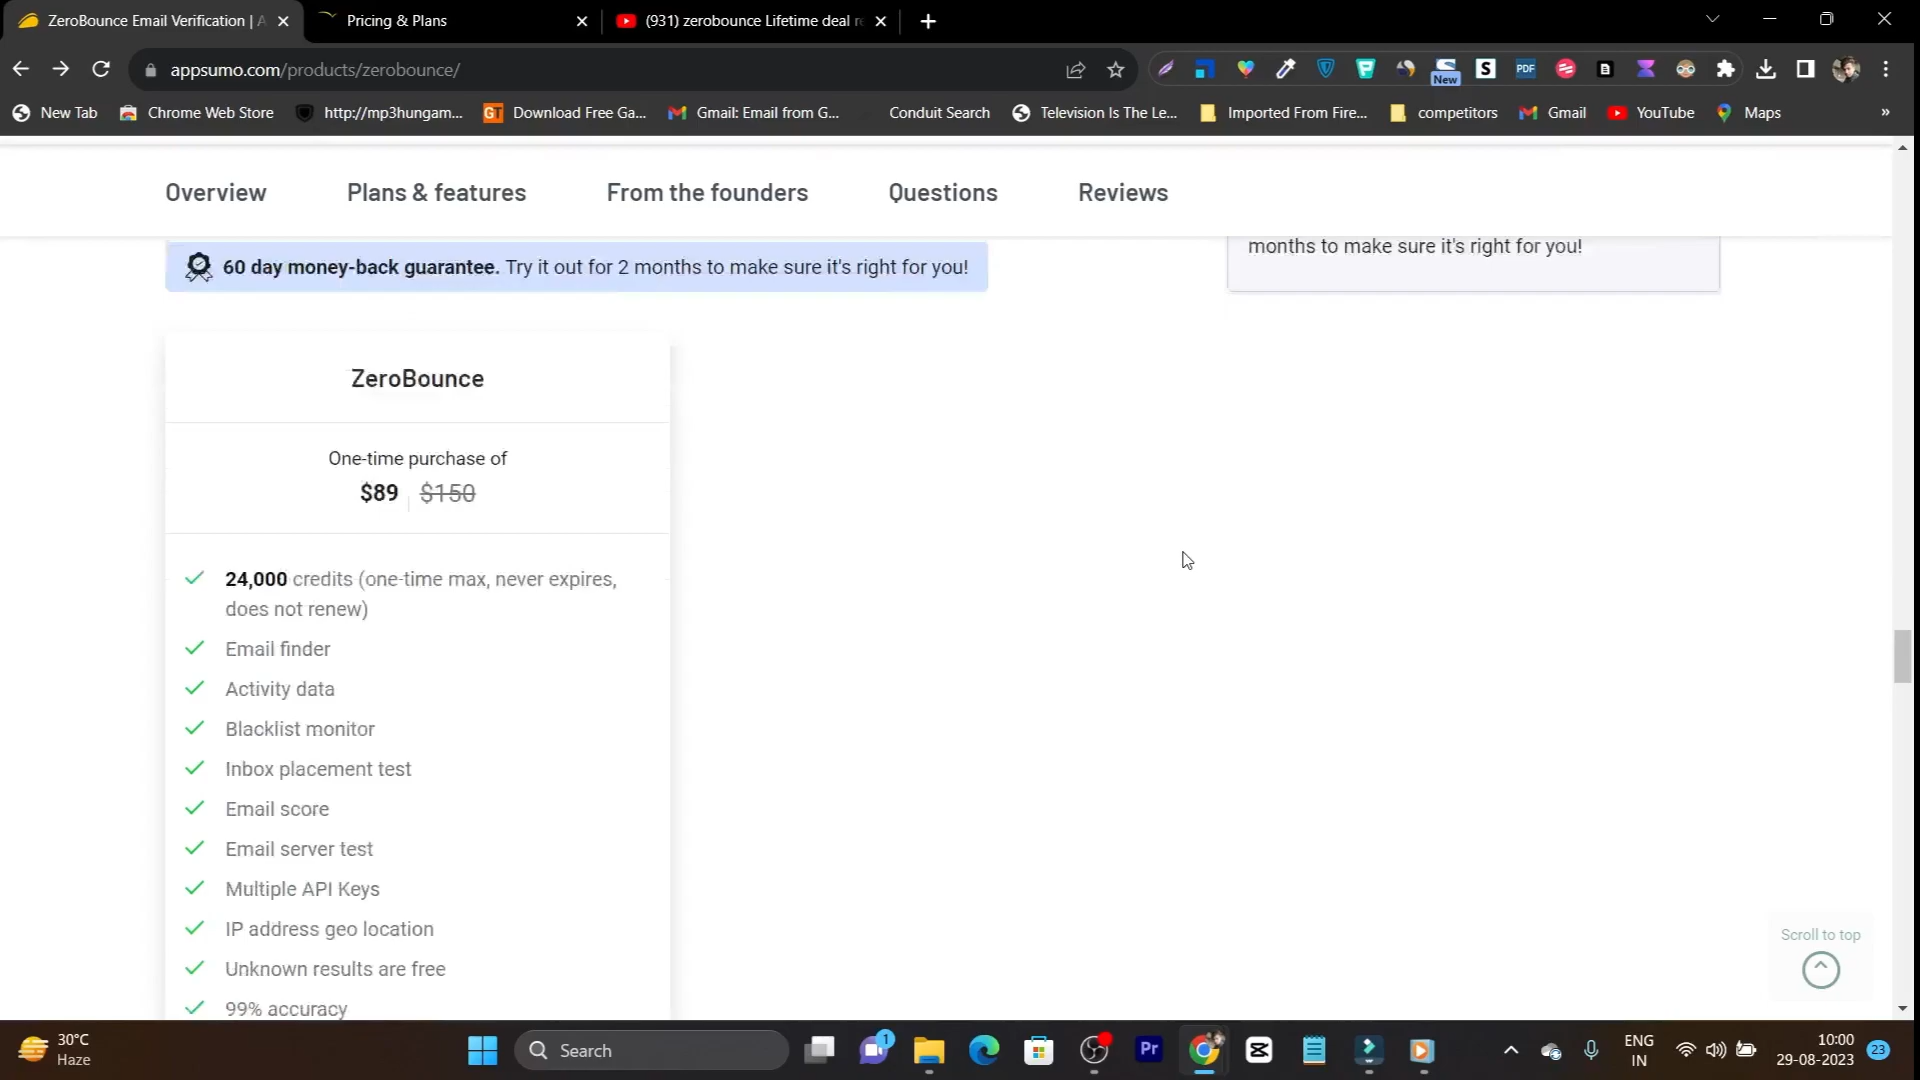 ZeroBounce Email Verification | A
Pricing & Plans
(931) zerobounce Lifetime deal re
appsumo.com/products/zerobounce/
New
S
PDF
New Tab
Chrome Web Store
http://mp3hungam...
GT
Download Free Ga...
Gmail: Email from G...
Conduit Search
Television Is The Le...
Imported From Fire...
competitors
Gmail
YouTube
Maps
»
Overview
Plans & features
From the founders
Questions
Reviews
60 day money-back guarantee. Try it out for 2 months to make sure it's right for you!
months to make sure it's right for you!
ZeroBounce
One-time purchase of
$89 $150
24,000 credits (one-time max, never expires,
does not renew)
Email finder
Activity data
Blacklist monitor
Inbox placement test
Email score
Email server test
Multiple API Keys
IP address geo location
Unknown results are free
99% accuracy
Scroll to top
30°C
Haze
Search
1
Pr
ENG
IN
10:00
29-08-2023
23